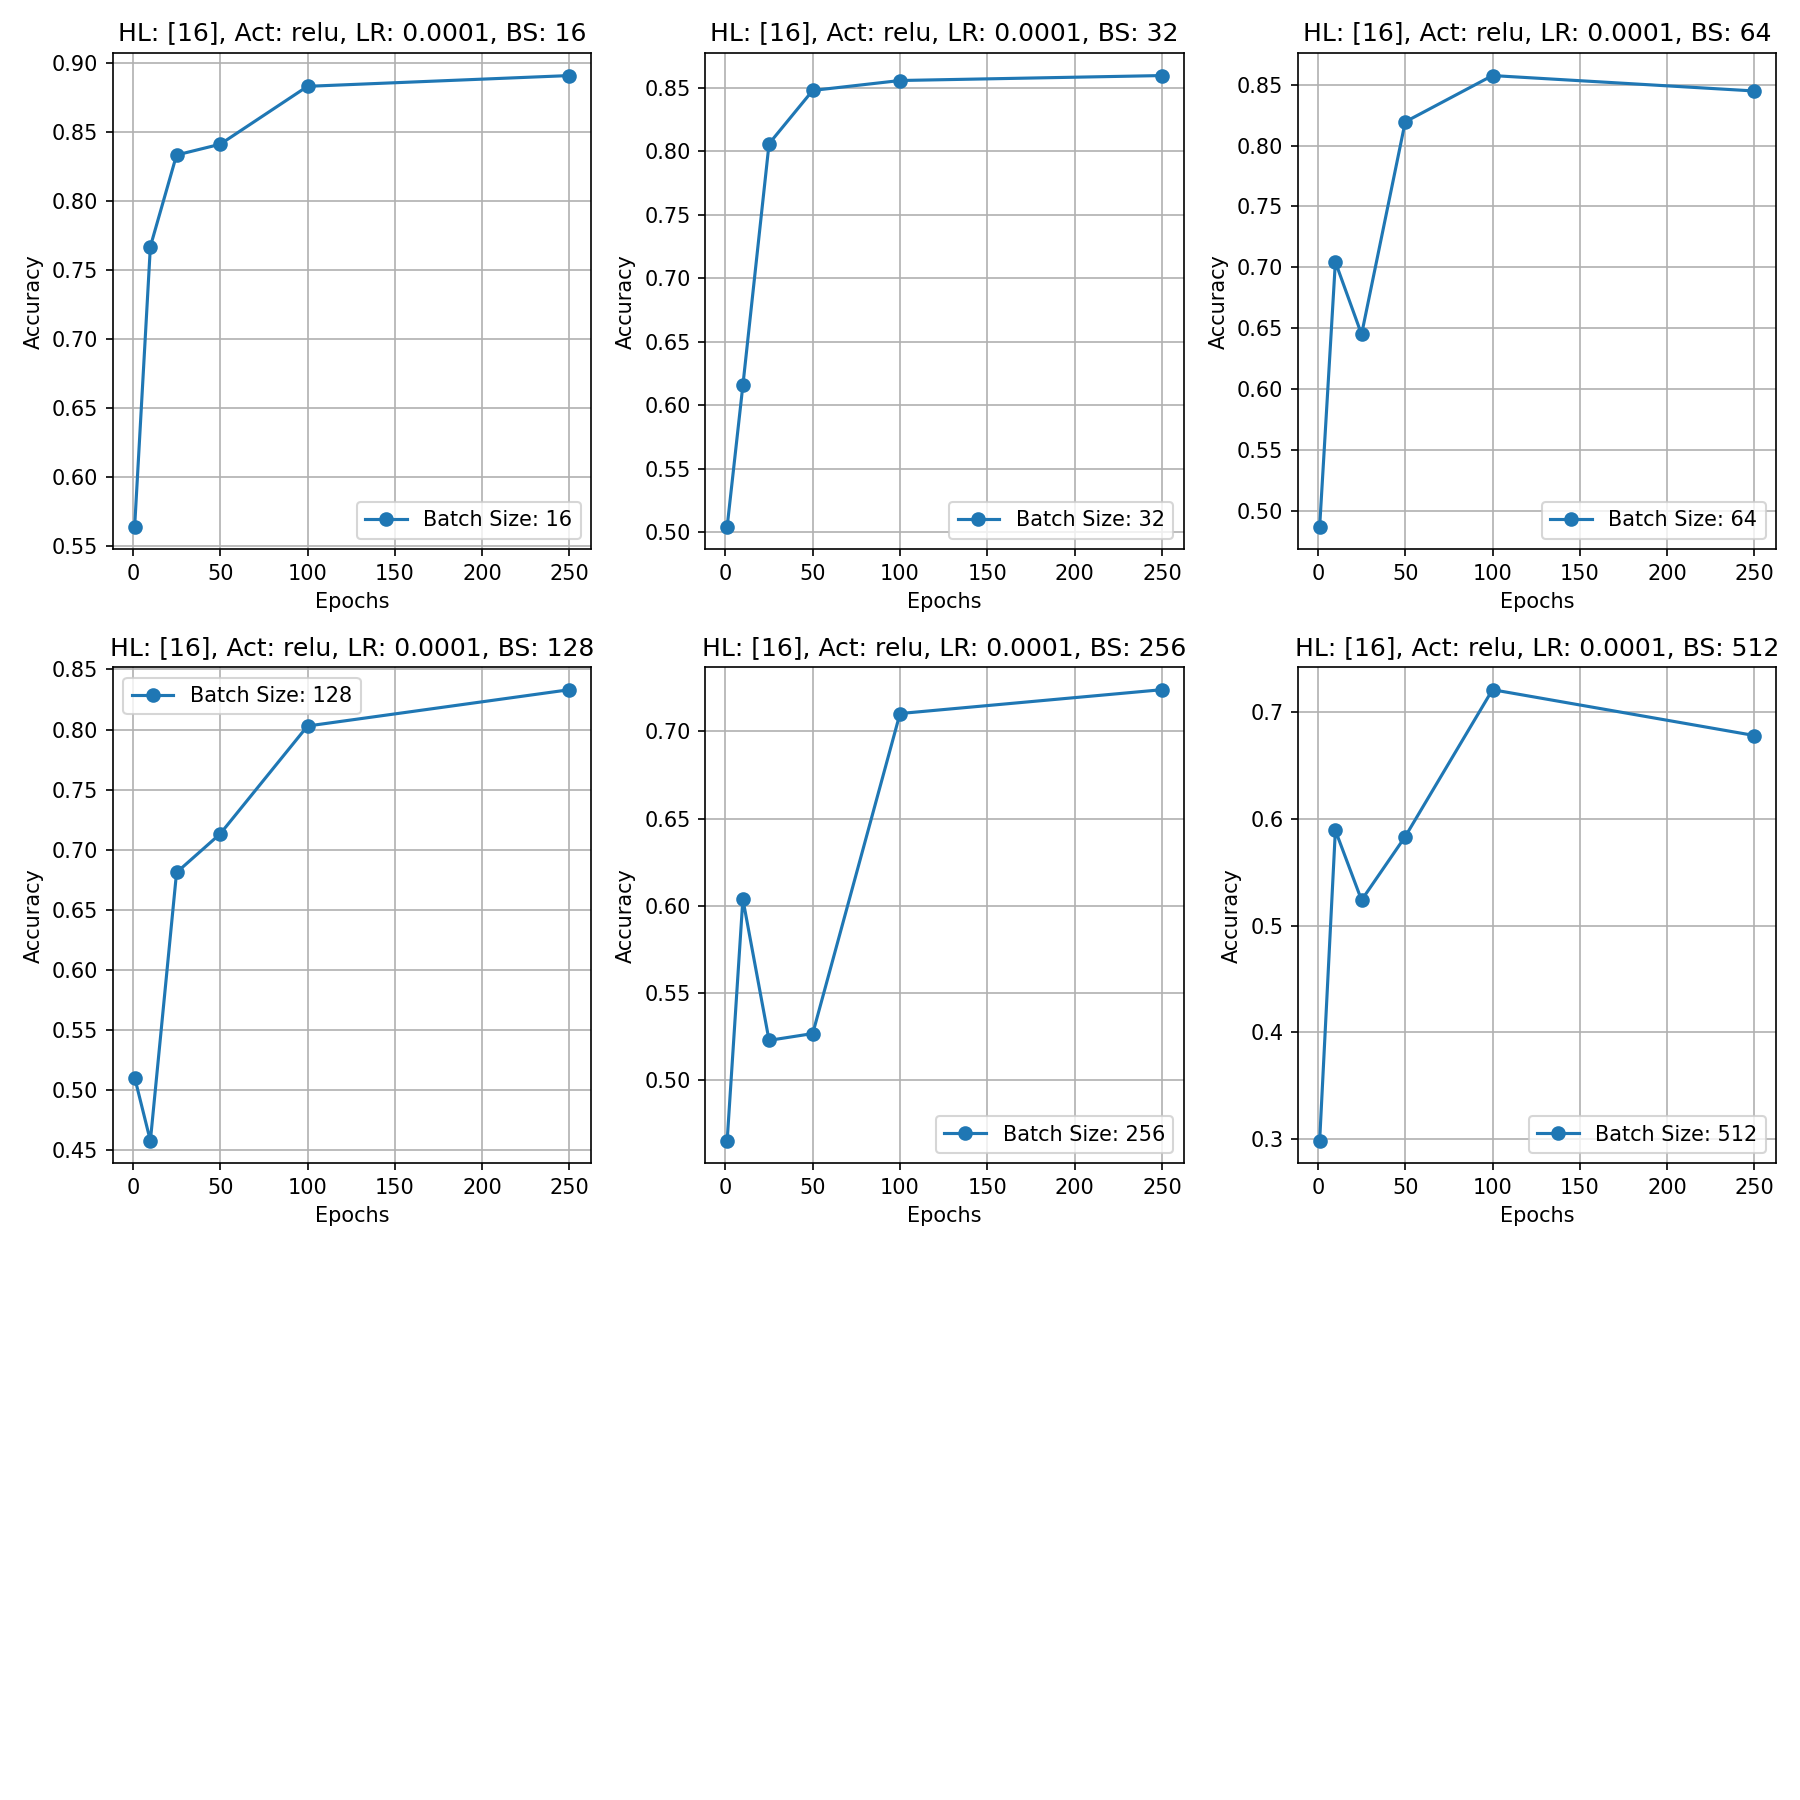 HL: [16], Act: relu, LR: 0.0001, BS: 16
0.90
0.85
0.80
0.75
0.70
0.65
0.60
0.55
Accuracy
Batch Size: 16
0 50 100 150 200 250
Epochs
HL: [16], Act: relu, LR: 0.0001, BS: 32
0.85
0.80
0.75
0.70
0.65
0.60
0.55
0.50
Accuracy
Batch Size: 32
0 50 100 150 200 250
Epochs
HL: [16], Act: relu, LR: 0.0001, BS: 64
0.85
0.80
0.75
0.70
0.65
0.60
0.55
0.50
Accuracy
Batch Size: 64
0 50 100 150 200 250
Epochs
HL: [16], Act: relu, LR: 0.0001, BS: 128
0.85
0.80
0.75
0.70
0.65
0.60
0.55
0.50
0.45
Accuracy
Batch Size: 128
0 50 100 150 200 250
Epochs
HL: [16], Act: relu, LR: 0.0001, BS: 256
0.70
0.65
0.60
0.55
0.50
Accuracy
Batch Size: 256
0 50 100 150 200 250
Epochs
HL: [16], Act: relu, LR: 0.0001, BS: 512
0.7
0.6
0.5
0.4
0.3
Accuracy
Batch Size: 512
0 50 100 150 200 250
Epochs